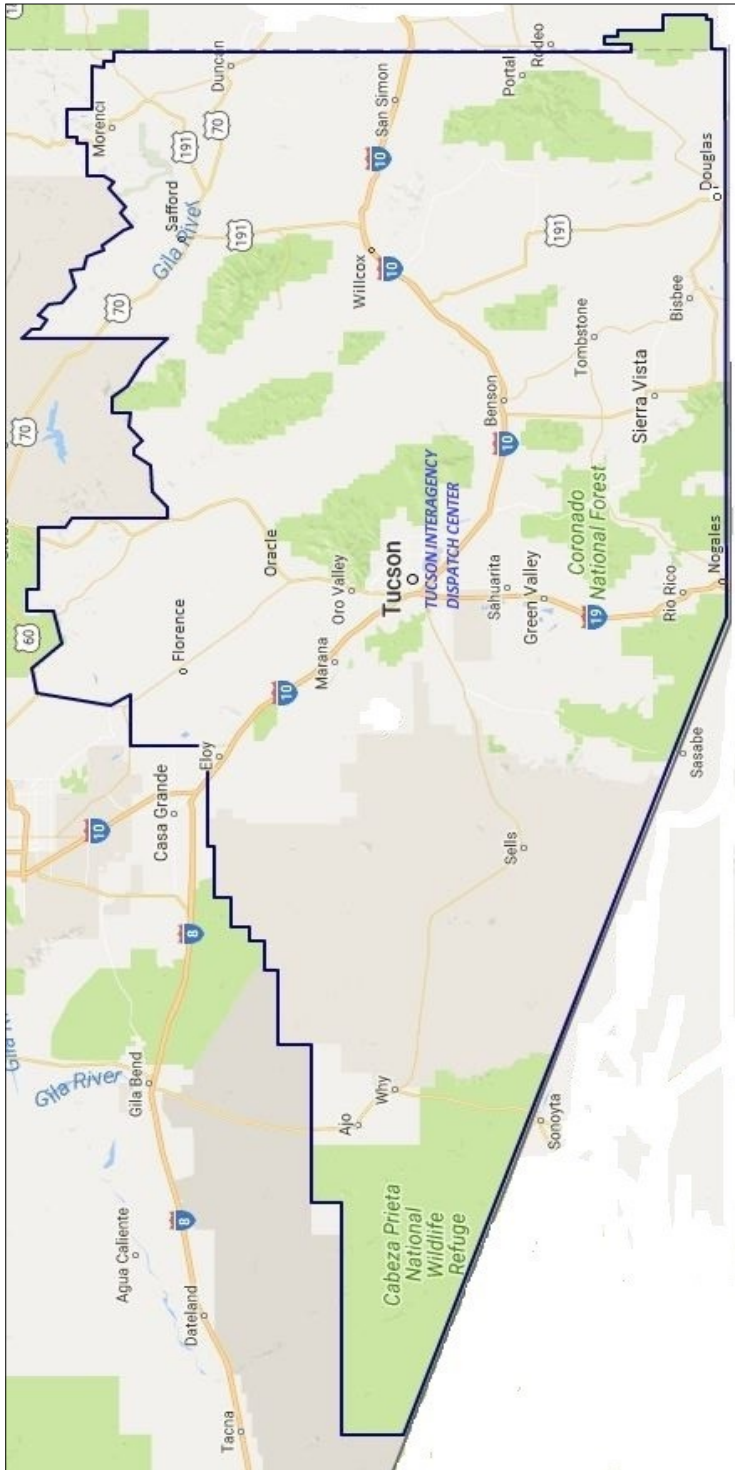 60
70
Morenci
10
Agua Caliente
Gila River
Gila Bend
70
Casa Grande
Florence
Safford
191
8
8
Gila River
70
Duncan
Tacna
Dateland
Eloy
191
Oracle
10
Marana
Oro Valley
Ajo
Why
Willcox
10
10
San Simon
Cabeza Prieta
National
Wildlife
Refuge
Tucson
TUCSON INTERAGENCY
DISPATCH CENTER
Sells
Sahuarita
Benson
10
Portal
Rodeo
Green Valley
Sonoyta
191
Tombstone
19
Coronado
National Forest
Sierra Vista
Rio Rico
Bisbee
Sasabe
Nogales
Douglas